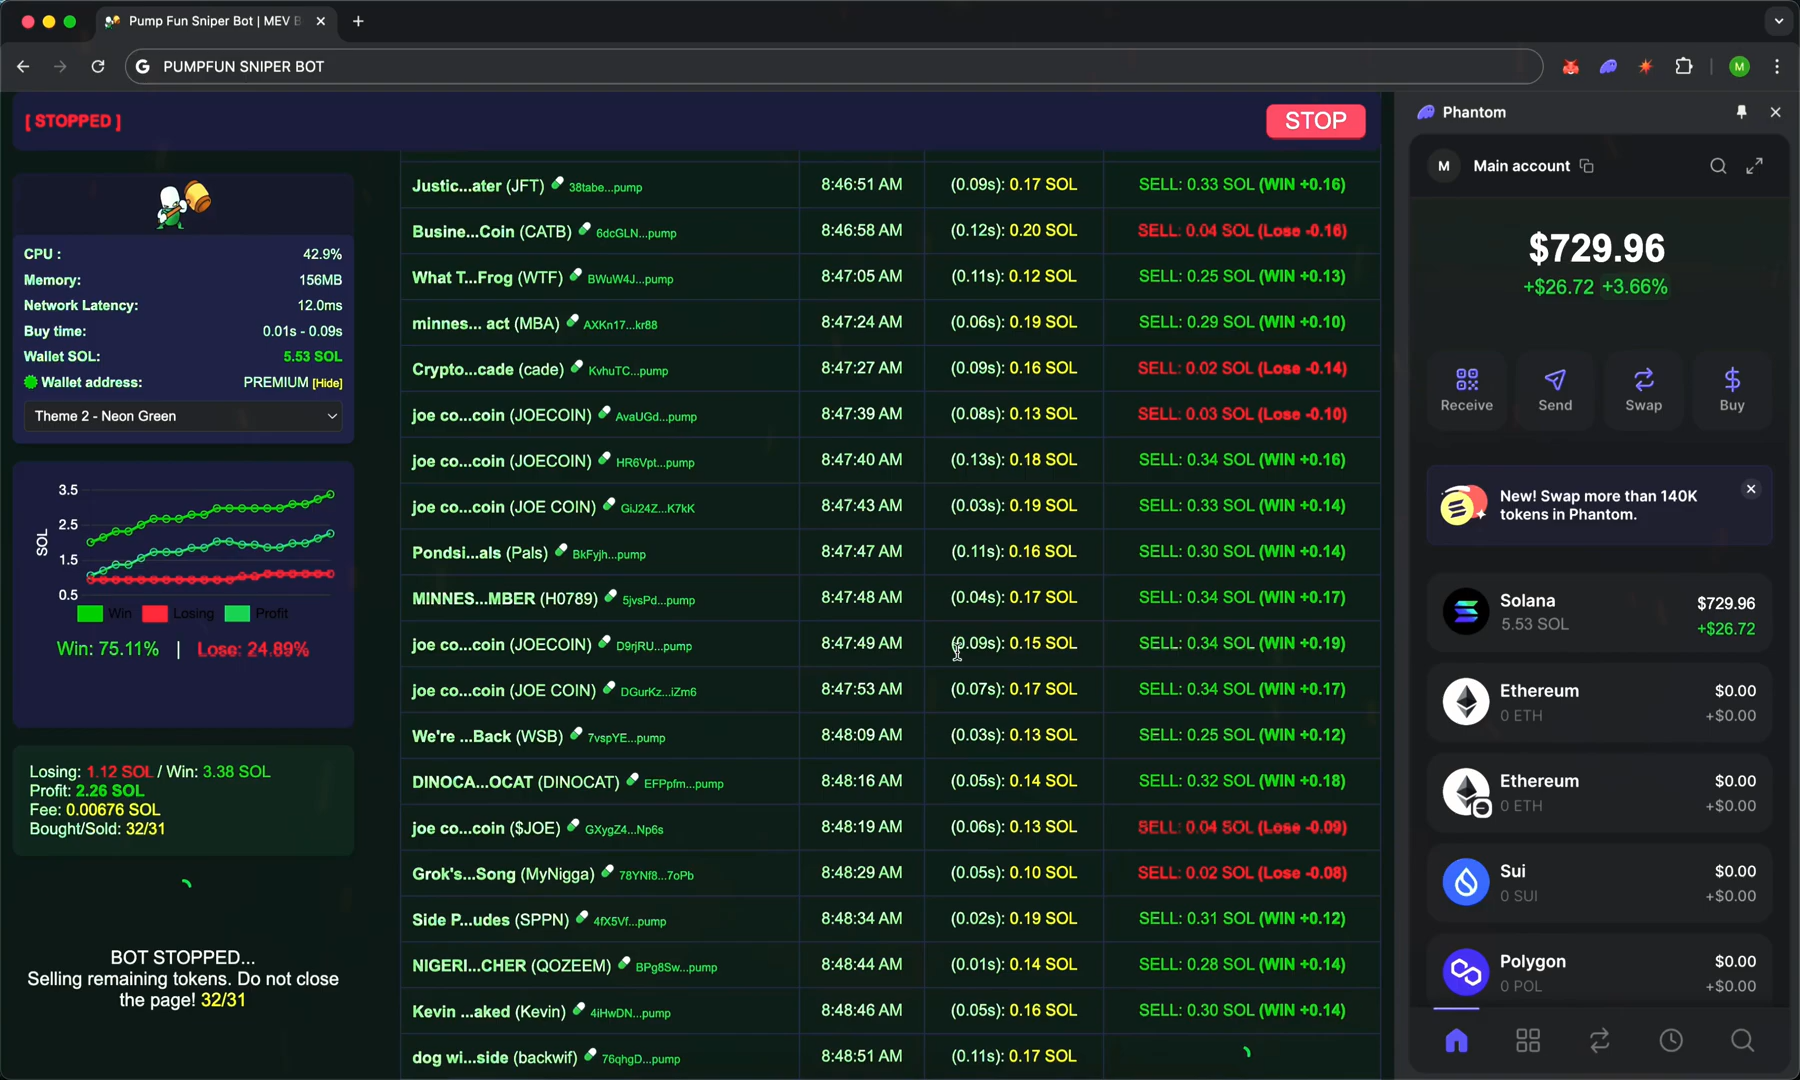 Pump Fun Sniper Bot | MEV B
PUMPFUN SNIPER BOT
M
[ STOPPED ]
STOP
CPU : 42.9%
Memory: 156MB
Network Latency: 12.0ms
Buy time: 0.01s - 0.09s
Wallet SOL: 5.53 SOL
Wallet address: PREMIUM [Hide]
Theme 2 - Neon Green
3.5
2.5
1.5
0.5
SOL
Win Losing Profit
Win: 75.11% | Lose: 24.89%
Losing: 1.12 SOL / Win: 3.38 SOL
Profit: 2.26 SOL
Fee: 0.00676 SOL
Bought/Sold: 32/31
BOT STOPPED...
Selling remaining tokens. Do not close
the page! 32/31
Justic...ater (JFT) 38tabe...pump 8:46:51 AM (0.09s): 0.17 SOL SELL: 0.33 SOL (WIN +0.16)
Busine...Coin (CATB) 6dcGLN...pump 8:46:58 AM (0.12s): 0.20 SOL SELL: 0.04 SOL (Lose -0.16)
What T...Frog (WTF) BWuW4J...pump 8:47:05 AM (0.11s): 0.12 SOL SELL: 0.25 SOL (WIN +0.13)
minnes... act (MBA) AXKn17...kr88 8:47:24 AM (0.06s): 0.19 SOL SELL: 0.29 SOL (WIN +0.10)
Crypto...cade (cade) KvhuTC...pump 8:47:27 AM (0.09s): 0.16 SOL SELL: 0.02 SOL (Lose -0.14)
joe co...coin (JOECOIN) AvaUGd...pump 8:47:39 AM (0.08s): 0.13 SOL SELL: 0.03 SOL (Lose -0.10)
joe co...coin (JOECOIN) HR6Vpt...pump 8:47:40 AM (0.13s): 0.18 SOL SELL: 0.34 SOL (WIN +0.16)
joe co...coin (JOE COIN) GiJ24Z...K7kK 8:47:43 AM (0.03s): 0.19 SOL SELL: 0.33 SOL (WIN +0.14)
Pondsi...als (Pals) BkFyjh...pump 8:47:47 AM (0.11s): 0.16 SOL SELL: 0.30 SOL (WIN +0.14)
MINNES...MBER (H0789) 5jvsPd...pump 8:47:48 AM (0.04s): 0.17 SOL SELL: 0.34 SOL (WIN +0.17)
joe co...coin (JOECOIN) D9rjRU...pump 8:47:49 AM (0.09s): 0.15 SOL SELL: 0.34 SOL (WIN +0.19)
joe co...coin (JOE COIN) DGurKz...iZm6 8:47:53 AM (0.07s): 0.17 SOL SELL: 0.34 SOL (WIN +0.17)
We're ...Back (WSB) 7vspYE...pump 8:48:09 AM (0.03s): 0.13 SOL SELL: 0.25 SOL (WIN +0.12)
DINOCA...OCAT (DINOCAT) EFPpfm...pump 8:48:16 AM (0.05s): 0.14 SOL SELL: 0.32 SOL (WIN +0.18)
joe co...coin ($JOE) GXygZ4...Np6s 8:48:19 AM (0.06s): 0.13 SOL SELL: 0.04 SOL (Lose -0.09)
Grok's...Song (MyNigga) 78YNf8...7oPb 8:48:29 AM (0.05s): 0.10 SOL SELL: 0.02 SOL (Lose -0.08)
Side P...udes (SPPN) 4fX5Vf...pump 8:48:34 AM (0.02s): 0.19 SOL SELL: 0.31 SOL (WIN +0.12)
NIGERI...CHER (QOZEEM) BPg8Sw...pump 8:48:44 AM (0.01s): 0.14 SOL SELL: 0.28 SOL (WIN +0.14)
Kevin ...aked (Kevin) 4iHwDN...pump 8:48:46 AM (0.05s): 0.16 SOL SELL: 0.30 SOL (WIN +0.14)
dog wi...side (backwif) 76qhgD...pump 8:48:51 AM (0.11s): 0.17 SOL
Phantom
M Main account
$729.96
+$26.72 +3.66%
Receive Send Swap Buy
New! Swap more than 140K
tokens in Phantom.
Solana $729.96
5.53 SOL +$26.72
Ethereum $0.00
0 ETH +$0.00
Ethereum $0.00
0 ETH +$0.00
Sui $0.00
0 SUI +$0.00
Polygon $0.00
0 POL +$0.00